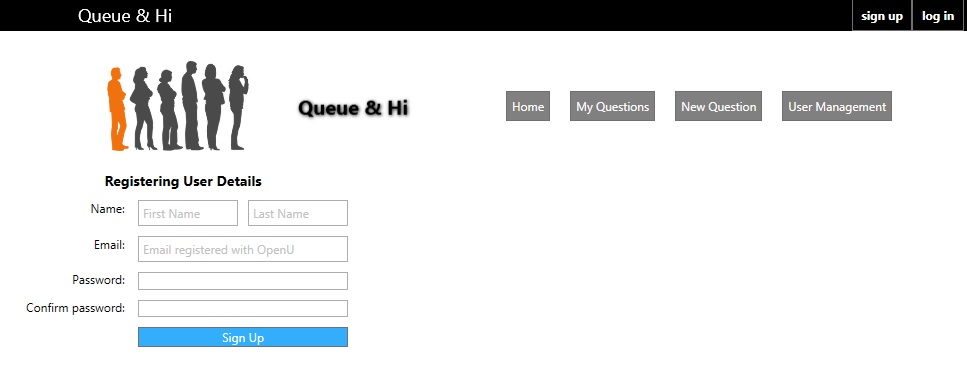 Queue & Hi sign up log in
Queue & Hi Home My Questions New Question User Management
Registering User Details
Name: First Name Last Name
Email: Email registered with OpenU
Password:
Confirm password:
Sign Up